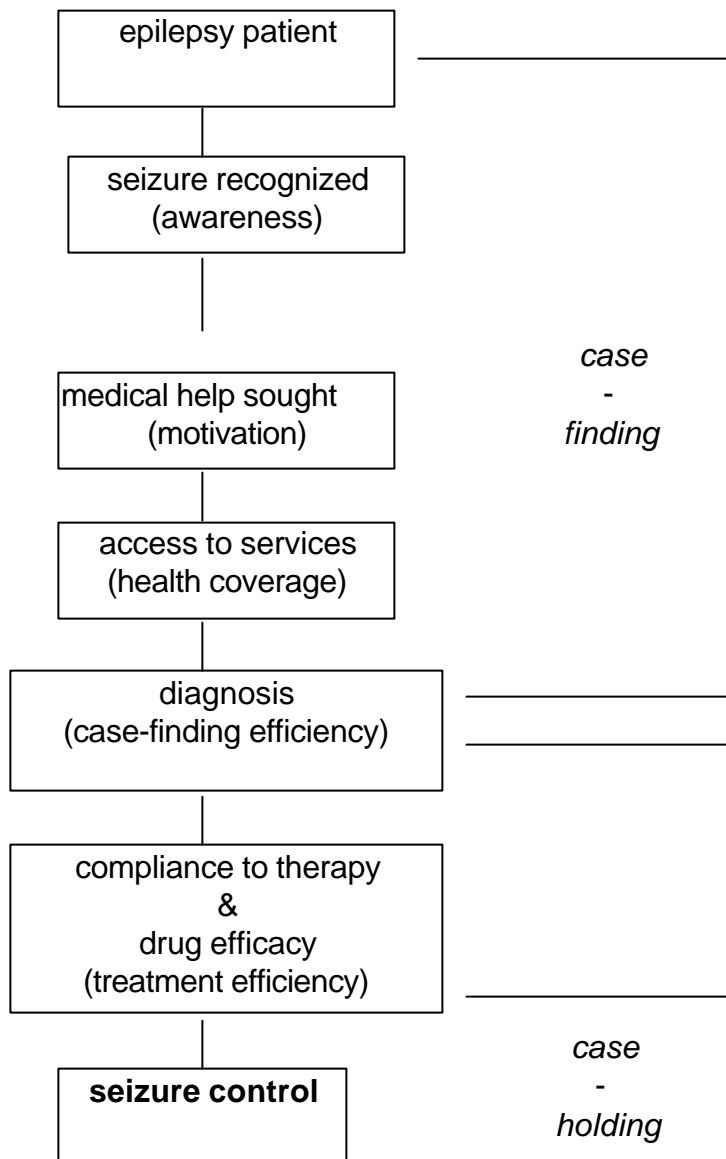 epilepsy patient
seizure recognized
(awareness)
medical help sought
(motivation)
case
-
finding
access to services
(health coverage)
diagnosis
(case-finding efficiency)
compliance to therapy
&
drug efficacy
(treatment efficiency)
seizure control
case
-
holding